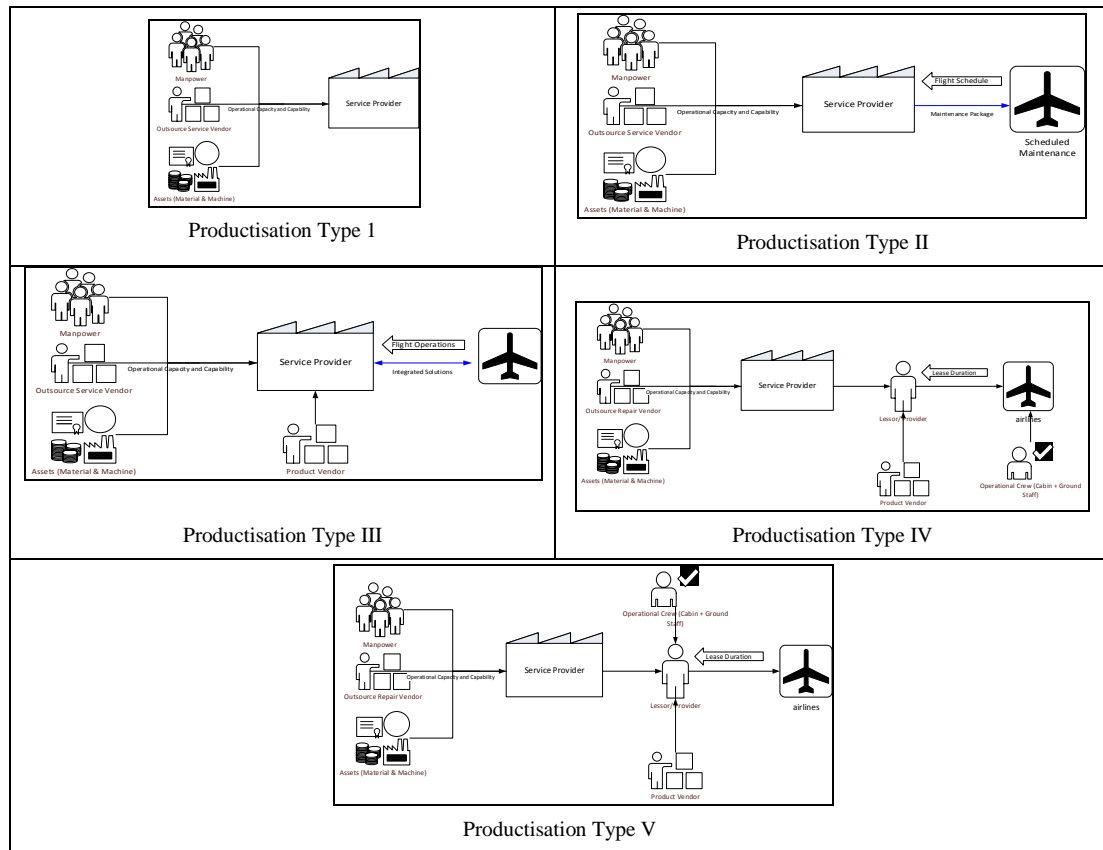 Manpower
Service Provider
Operational Capacity and Capability
Outsource Service Vendor
Assets (Material & Machine)
Productisation Type 1
Manpower
Flight Schedule
Service Provider
Operational Capacity and Capability
Maintenance Package
Outsource Service Vendor
Scheduled
Maintenance
Assets (Material & Machine)
Productisation Type II
Manpower
Flight Operations
Service Provider
Operational Capacity and Capability
Integrated Solutions
Outsource Service Vendor
Assets (Material & Machine)
Product Vendor
Productisation Type III
Manpower
Lease Duration
Service Provider
Operational Capacity and Capability
Outsource Repair Vendor
Lessor/Provider
airlines
Assets (Material & Machine)
Product Vendor
Operational Crew (Cabin + Ground
Staff)
Productisation Type IV
Operational Crew (Cabin + Ground
Staff)
Manpower
Lease Duration
Service Provider
Operational Capacity and Capability
Outsource Repair Vendor
Lessor/Provider
airlines
Assets (Material & Machine)
Product Vendor
Productisation Type V